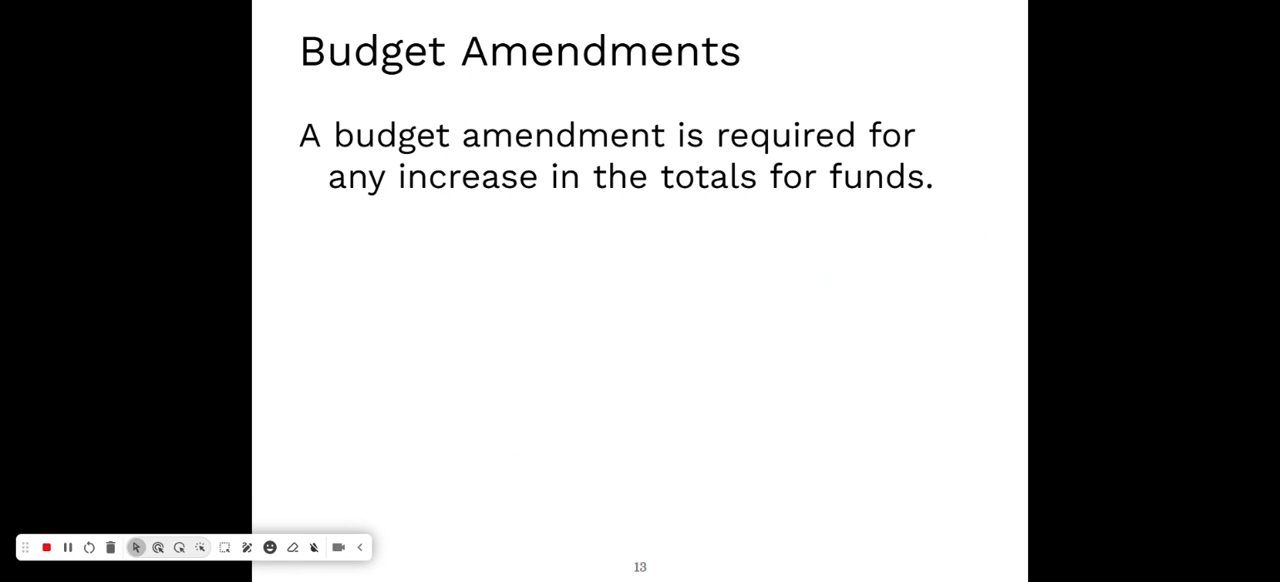 Budget Amendments
A budget amendment is required for
any increase in the totals for funds.
13